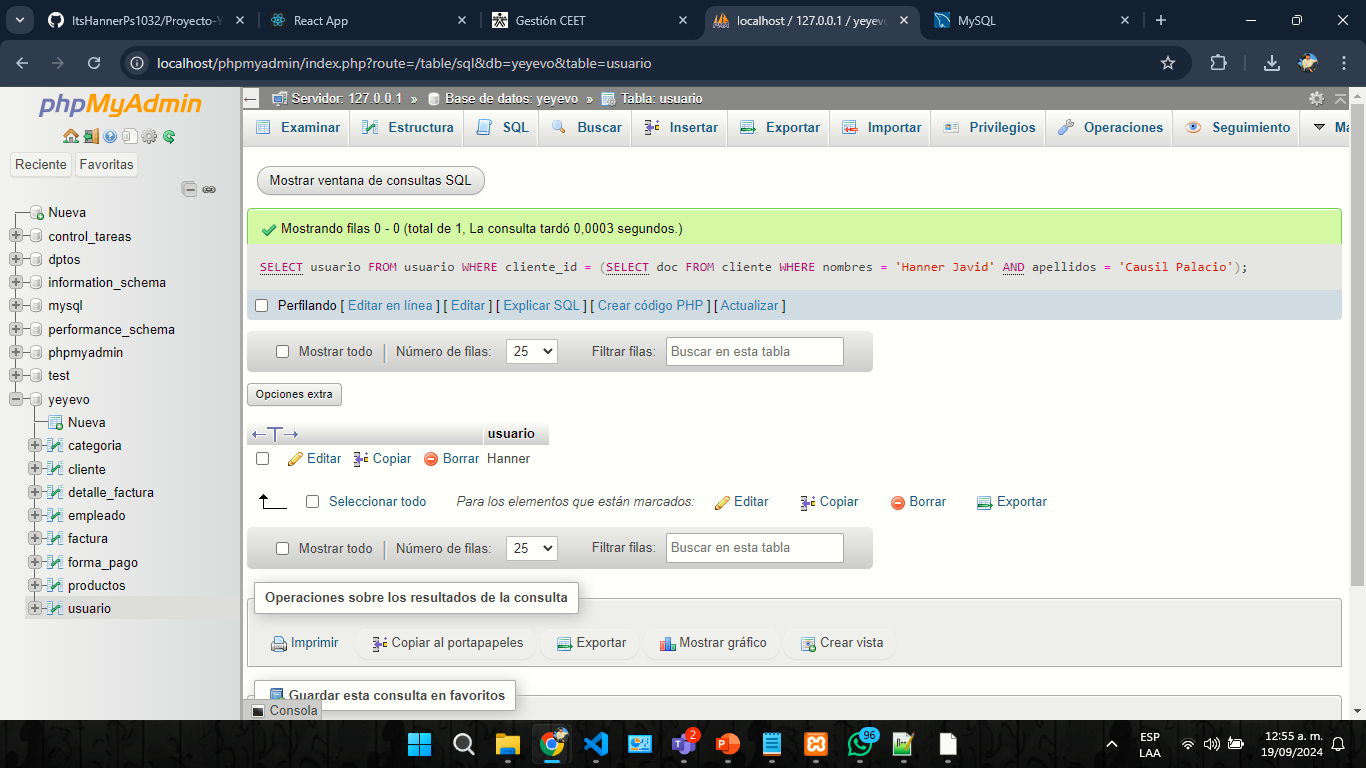 ItsHannerPs1032/Proyecto-Y
React App
Gestión CEET
localhost / 127.0.0.1 / yeyevo
MySQL
localhost/phpmyadmin/index.php?route=/table/sql&db=yeyevo&table=usuario
phpMyAdmin
Reciente Favoritas
Nueva
control_tareas
dptos
information_schema
mysql
performance_schema
phpmyadmin
test
yeyevo
Nueva
categoria
cliente
detalle_factura
empleado
factura
forma_pago
productos
usuario
Servidor: 127.0.0.1 » Base de datos: yeyevo » Tabla: usuario
Examinar Estructura SQL Buscar Insertar Exportar Importar Privilegios Operaciones Seguimiento Ma
Mostrar ventana de consultas SQL
Mostrando filas 0 - 0 (total de 1, La consulta tardó 0,0003 segundos.)
SELECT usuario FROM usuario WHERE cliente_id = (SELECT doc FROM cliente WHERE nombres = 'Hanner Javid' AND apellidos = 'Causil Palacio');
Perfilando [ Editar en línea ] [ Editar ] [ Explicar SQL ] [ Crear código PHP ] [ Actualizar ]
Mostrar todo Número de filas: 25 Filtrar filas: Buscar en esta tabla
Opciones extra
←T→ usuario
Editar Copiar Borrar Hanner
Seleccionar todo Para los elementos que están marcados: Editar Copiar Borrar Exportar
Mostrar todo Número de filas: 25 Filtrar filas: Buscar en esta tabla
Operaciones sobre los resultados de la consulta
Imprimir Copiar al portapapeles Exportar Mostrar gráfico Crear vista
Guardar esta consulta en favoritos
Consola
2
96
ESP
LAA
12:55 a. m.
19/09/2024